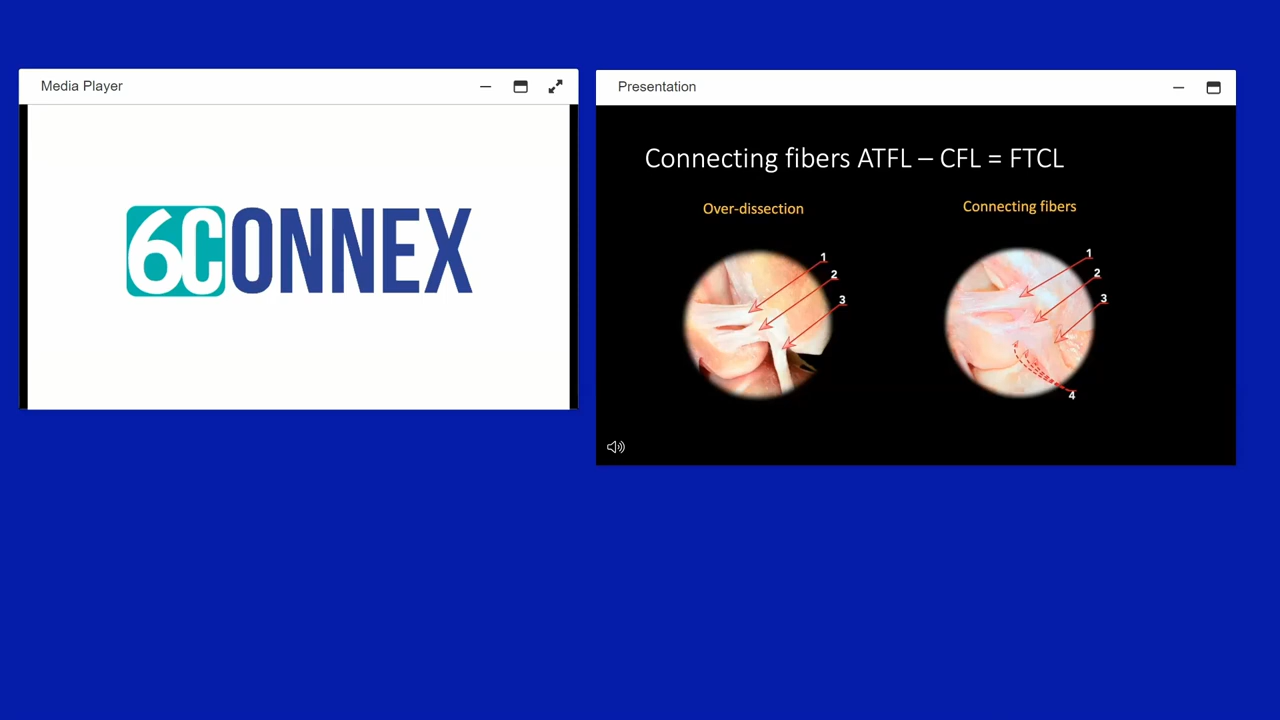 Media Player
6CONNEX
Presentation
Connecting fibers ATFL – CFL = FTCL
Over-dissection
Connecting fibers
1
2
3
1
2
3
4